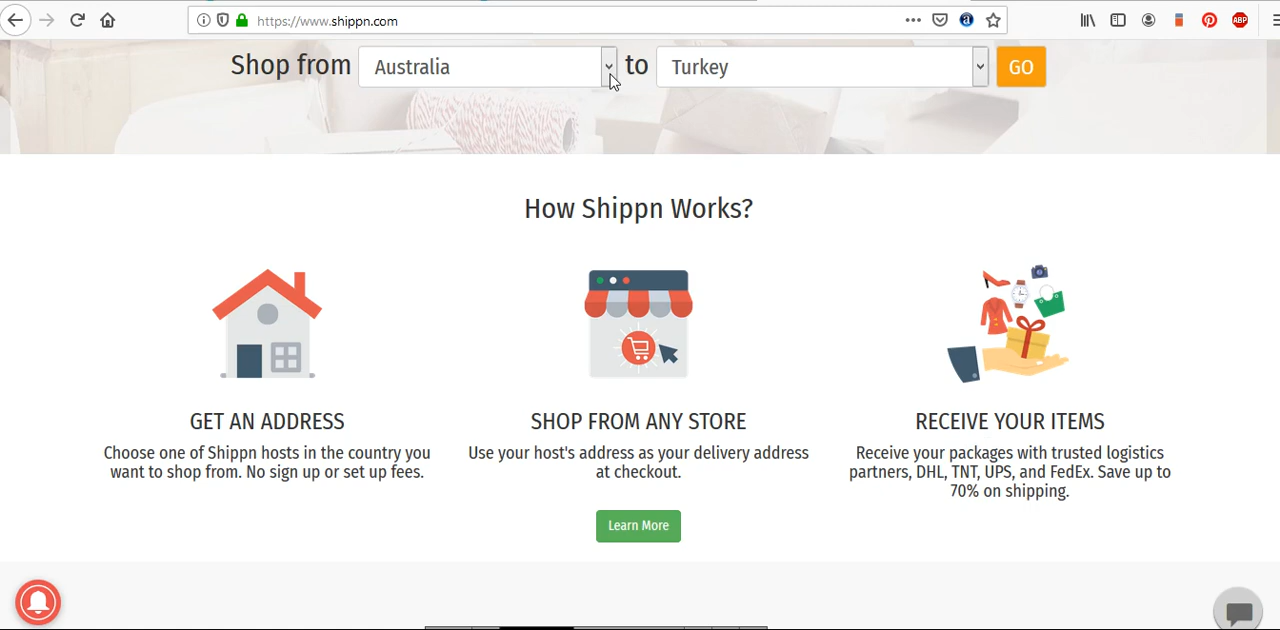 https://www.shippn.com
ABP
Shop from Australia to Turkey GO
How Shippn Works?
GET AN ADDRESS
Choose one of Shippn hosts in the country you
want to shop from. No sign up or set up fees.
SHOP FROM ANY STORE
Use your host's address as your delivery address
at checkout.
RECEIVE YOUR ITEMS
Receive your packages with trusted logistics
partners, DHL, TNT, UPS, and FedEx. Save up to
70% on shipping.
Learn More